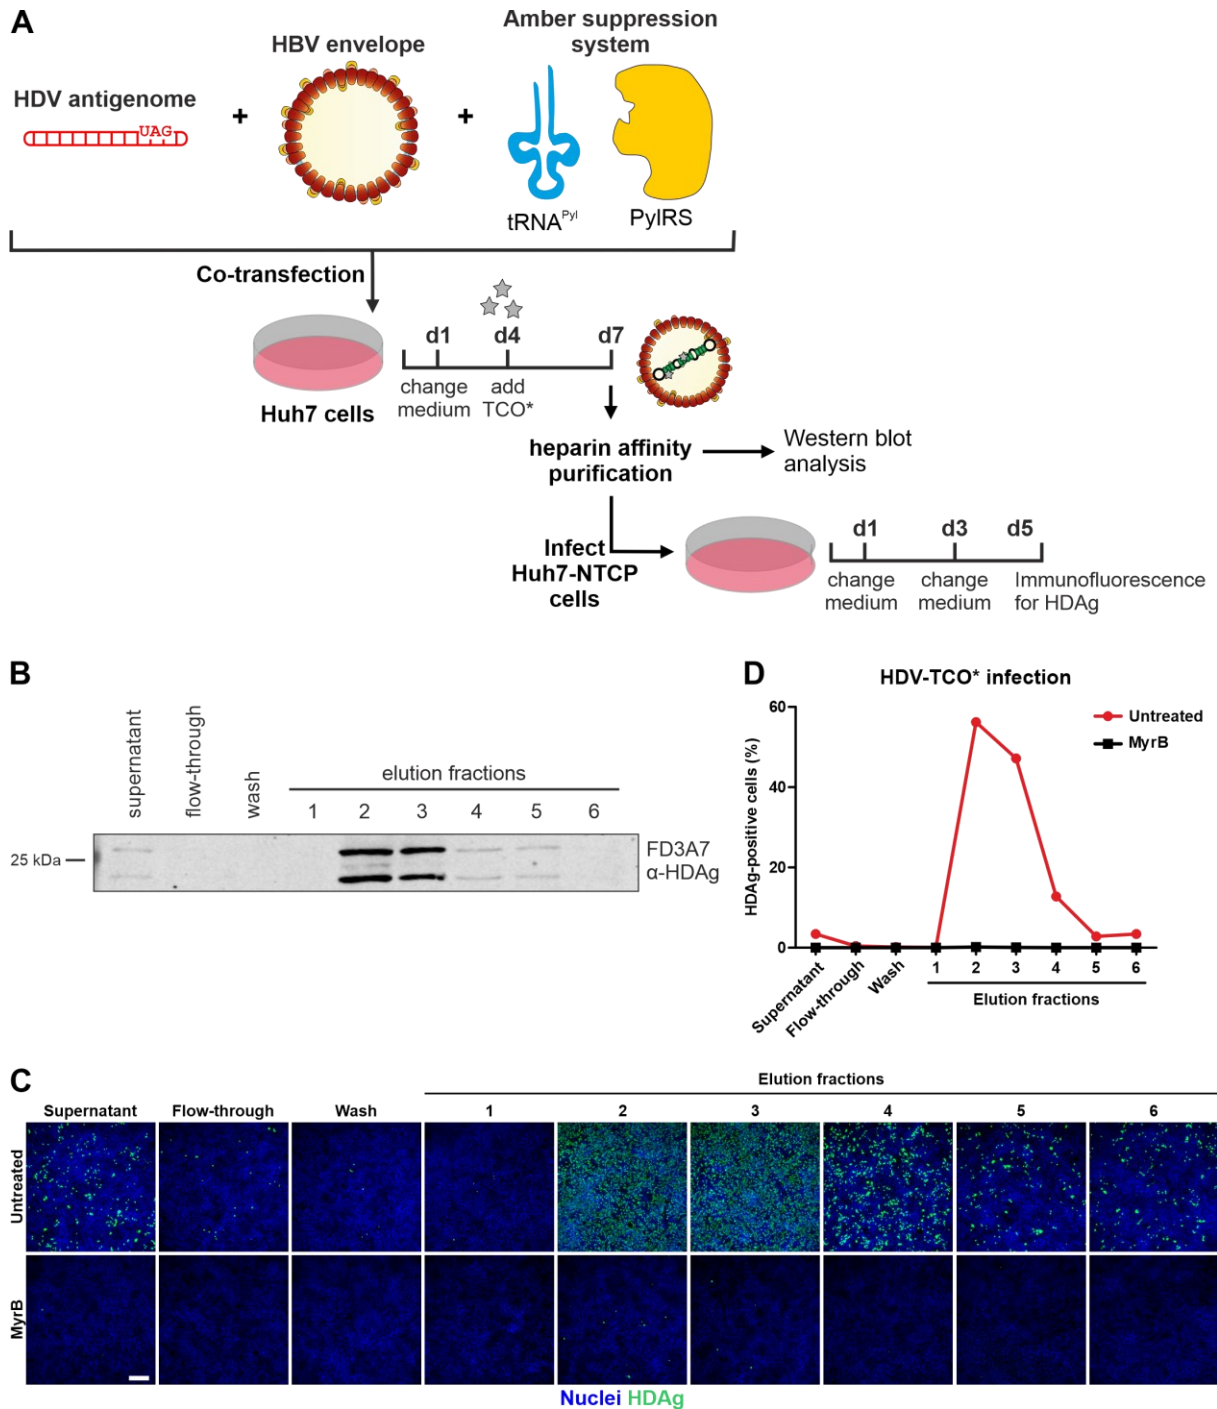 A
HDV antigenome
UAG
+
HBV envelope
+
Amber suppression
system
tRNAPyl
PylRS
Co-transfection
Huh7 cells
d1
d4
d7
change
medium
add
TCO*
heparin affinity
purification
Western blot
analysis
Infect
Huh7-NTCP
cells
d1
d3
d5
change
medium
change
medium
Immunofluorescence
for HDAg
B
supernatant
flow-through
wash
elution fractions
1 2 3 4 5 6
25 kDa
FD3A7
α-HDAg
D
HDV-TCO* infection
HDAg-positive cells (%)
60
40
20
0
Untreated
MyrB
Supernatant
Flow-through
Wash
1 2 3 4 5 6
Elution fractions
C
Elution fractions
Supernatant Flow-through Wash 1 2 3 4 5 6
Untreated
MyrB
Nuclei HDAg